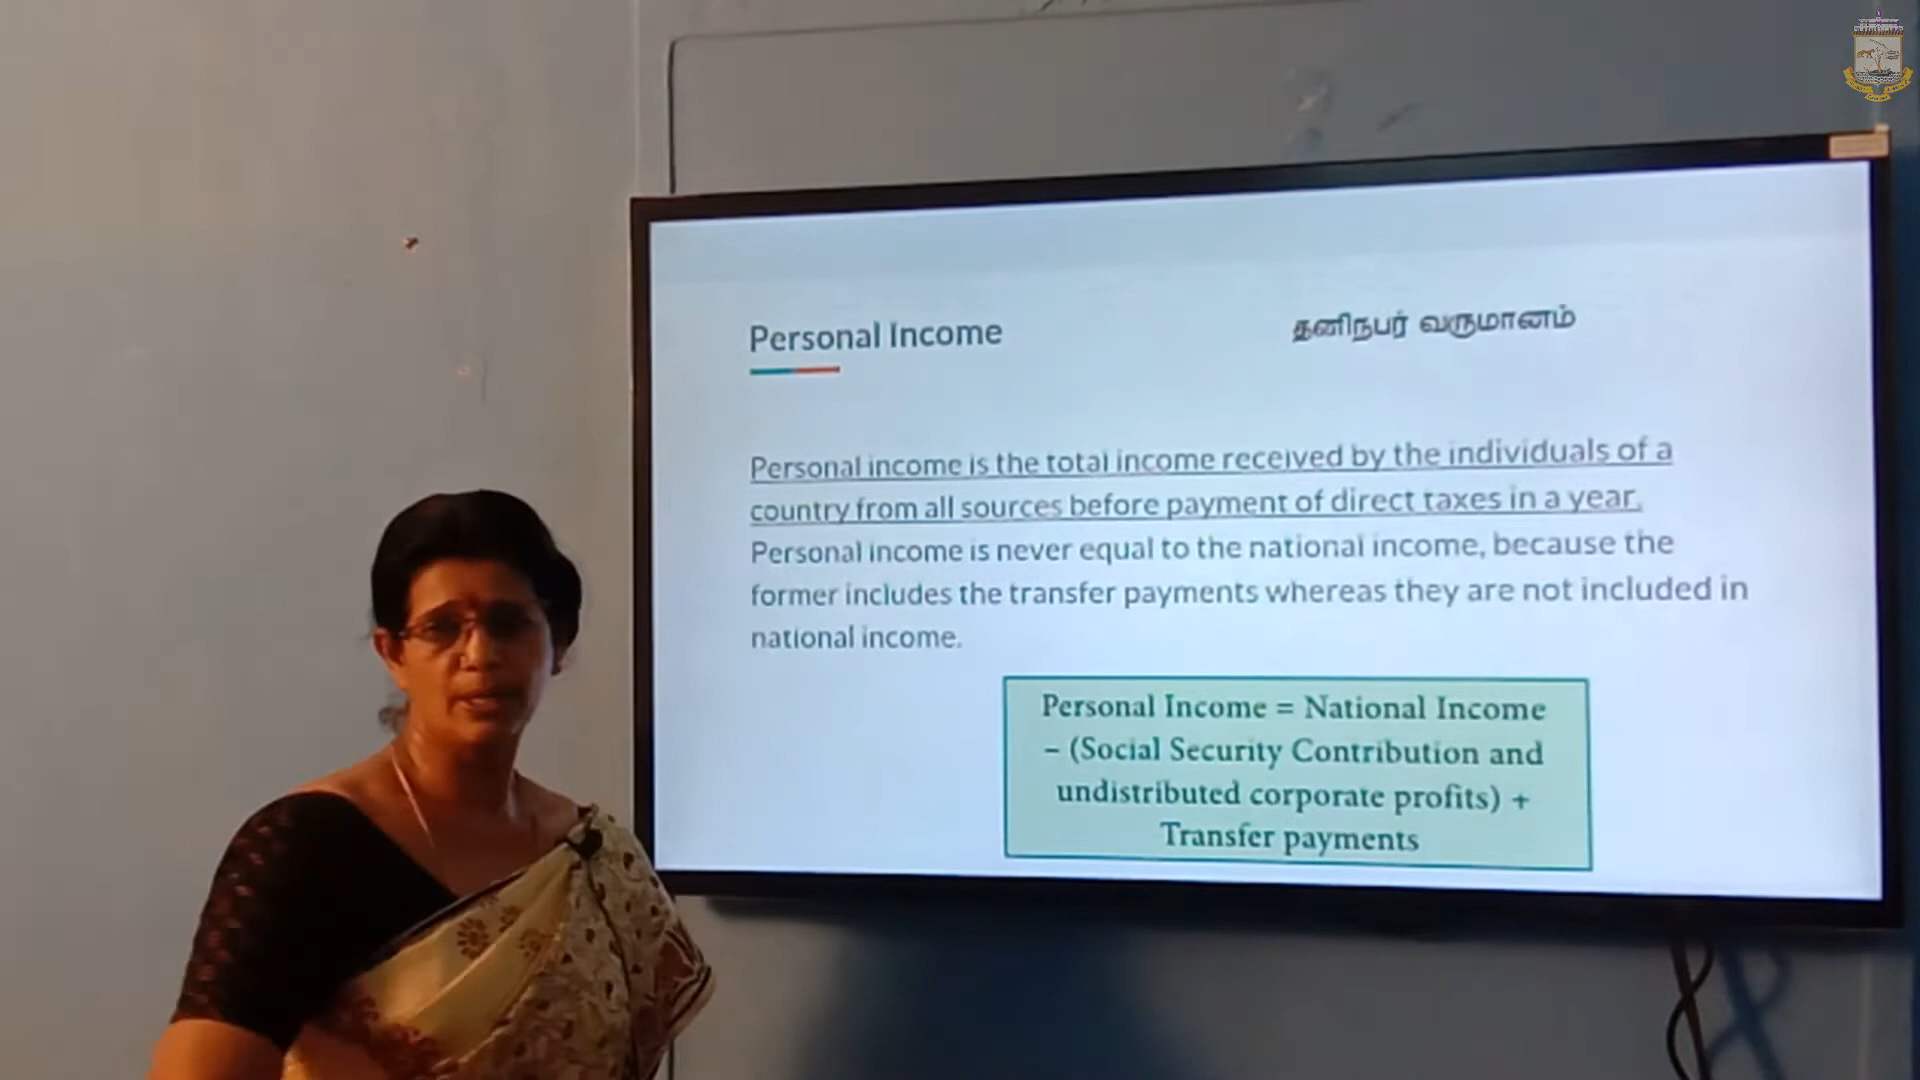 Personal Income
தனிநபர் வருமானம்
Personal income is the total income received by the individuals of a
country from all sources before payment of direct taxes in a year.
Personal income is never equal to the national income, because the
former includes the transfer payments whereas they are not included in
national income.
Personal Income = National Income
– (Social Security Contribution and
undistributed corporate profits) +
Transfer payments